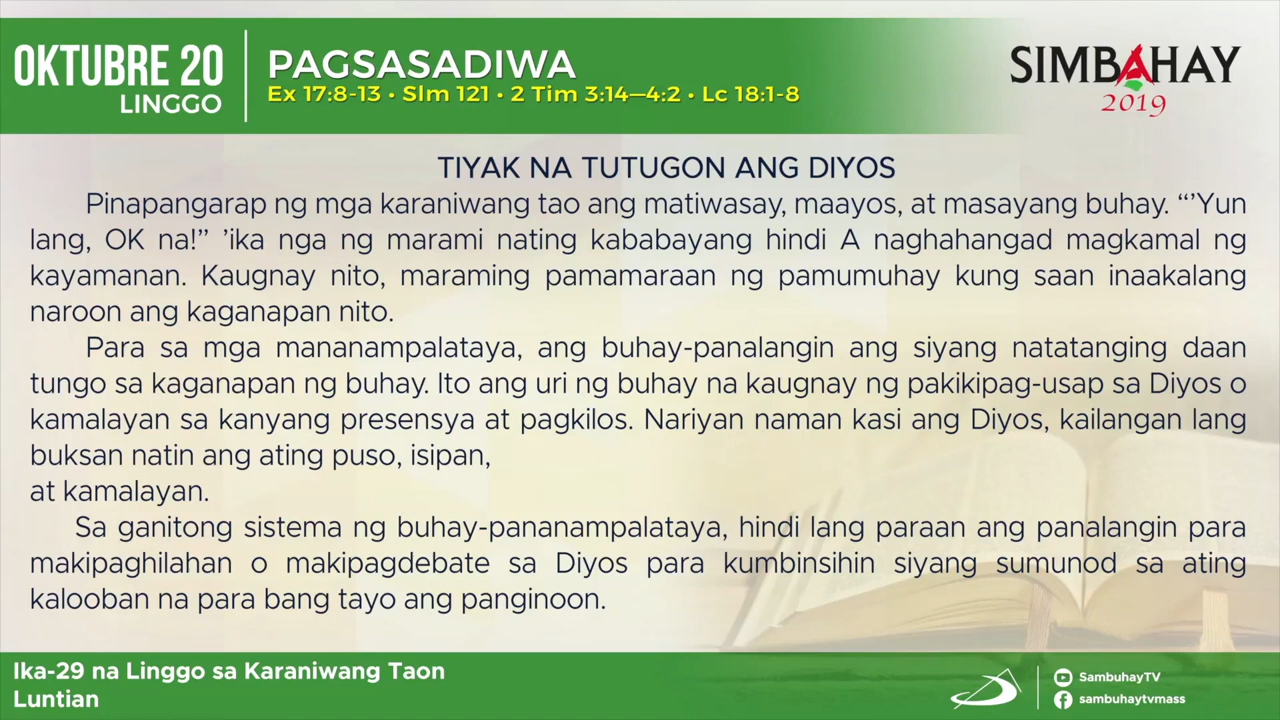 OKTUBRE 20
LINGGO
PAGSASADIWA
Ex 17:8-13 • Slm 121 • 2 Tim 3:14—4:2 • Lc 18:1-8
SIMBAHAY
2019
TIYAK NA TUTUGON ANG DIYOS
Pinapangarap ng mga karaniwang tao ang matiwasay, maayos, at masayang buhay. “’Yun
lang, OK na!” ’ika nga ng marami nating kababayang hindi A naghahangad magkamal ng
kayamanan. Kaugnay nito, maraming pamamaraan ng pamumuhay kung saan inaakalang
naroon ang kaganapan nito.
Para sa mga mananampalataya, ang buhay-panalangin ang siyang natatanging daan
tungo sa kaganapan ng buhay. Ito ang uri ng buhay na kaugnay ng pakikipag-usap sa Diyos o
kamalayan sa kanyang presensya at pagkilos. Nariyan naman kasi ang Diyos, kailangan lang
buksan natin ang ating puso, isipan,
at kamalayan.
Sa ganitong sistema ng buhay-pananampalataya, hindi lang paraan ang panalangin para
makipaghilahan o makipagdebate sa Diyos para kumbinsihin siyang sumunod sa ating
kalooban na para bang tayo ang panginoon.
Ika-29 na Linggo sa Karaniwang Taon
Luntian
SambuhayTV
sambuhaytvmass